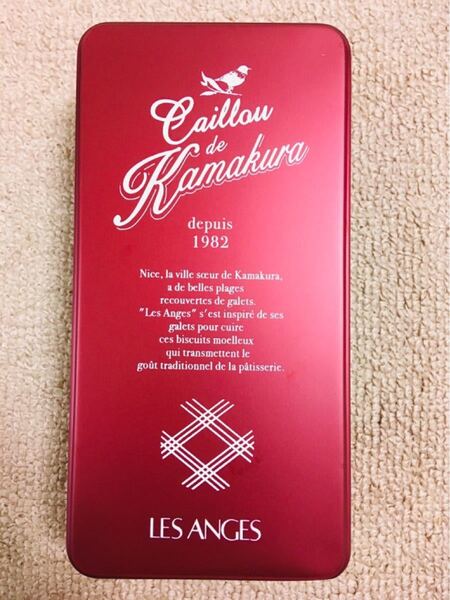 Caillou
de
Kamakura
depuis
1982
Nice, la ville sœur de Kamakura,
a de belles plages
recouvertes de galets.
"Les Anges" s'est inspiré de ses
galets pour cuire
ces biscuits moelleux
qui transmettent le
goût traditionnel de la pâtisserie.
LES ANGES